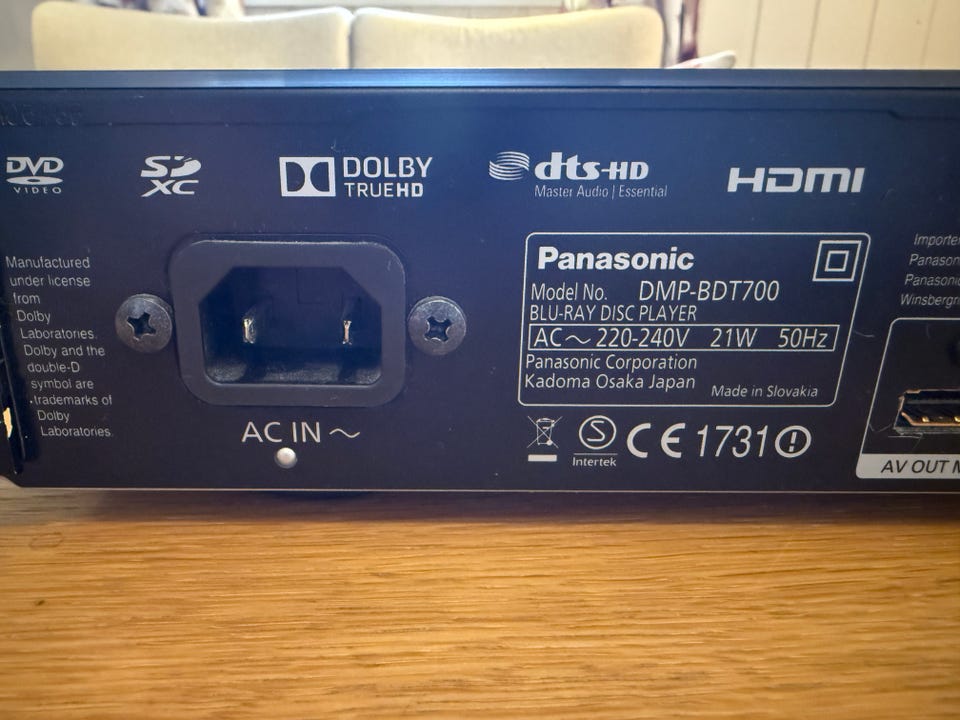 DVD
VIDEO
SD
XC
DOLBY
TRUEHD
dts-HD
Master Audio | Essential
HDMI
Manufactured
under license
from
Dolby
Laboratories.
Dolby and the
double-D
symbol are
trademarks of
Dolby
Laboratories.
AC IN ～
Panasonic
Model No. DMP-BDT700
BLU-RAY DISC PLAYER
AC～ 220-240V 21W 50Hz
Panasonic Corporation
Kadoma Osaka Japan
Made in Slovakia
S
Intertek
CE 1731
Importe
Panason
Panasonic
Winsberg
AV OUT